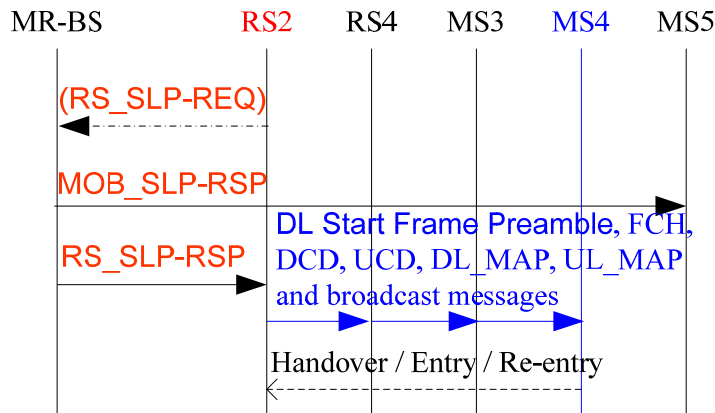 MR-BS RS2 RS4 MS3 MS4 MS5
(RS_SLP-REQ)
MOB_SLP-RSP
DL Start Frame Preamble, FCH,
RS_SLP-RSP
DCD, UCD, DL_MAP, UL_MAP
and broadcast messages
Handover / Entry / Re-entry